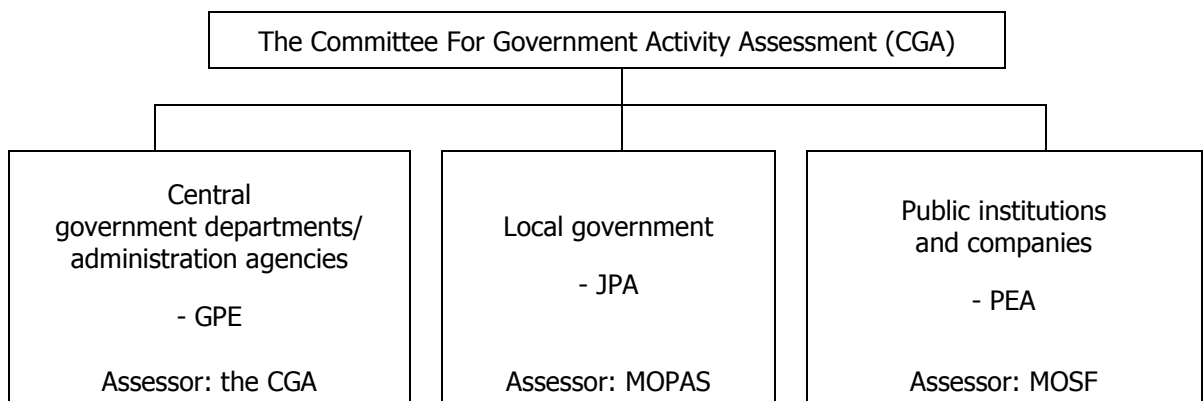 The Committee For Government Activity Assessment (CGA)
Central
government departments/
administration agencies
- GPE
Assessor: the CGA
Local government
- JPA
Assessor: MOPAS
Public institutions
and companies
- PEA
Assessor: MOSF